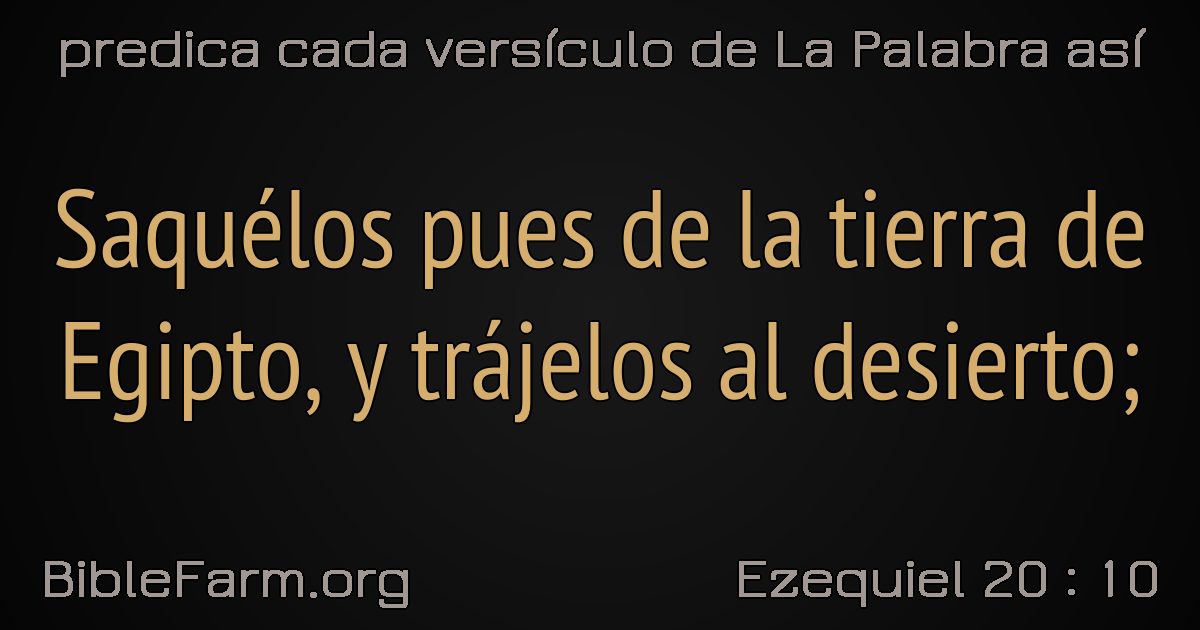 predica cada versículo de La Palabra así
Saquélos pues de la tierra de
Egipto, y trájelos al desierto;
BibleFarm.org
Ezequiel 20 : 10